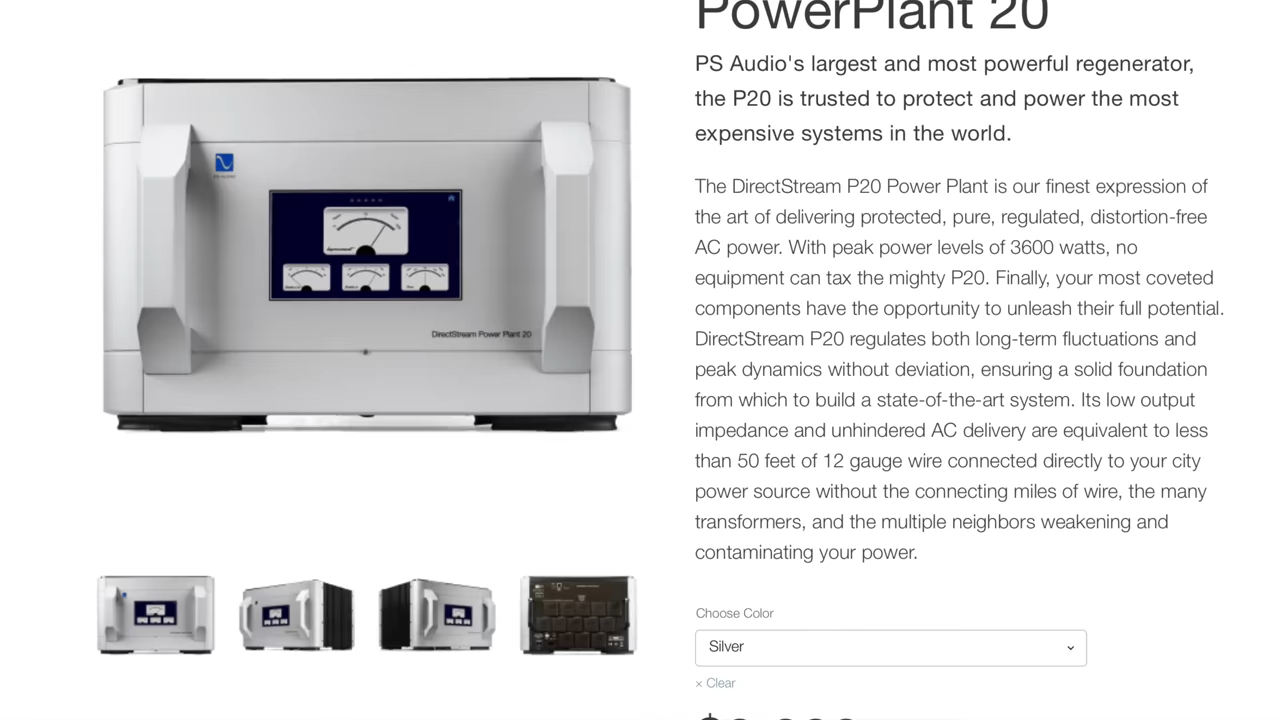 PowerPlant 20
PS Audio's largest and most powerful regenerator,
the P20 is trusted to protect and power the most
expensive systems in the world.
The DirectStream P20 Power Plant is our finest expression of
the art of delivering protected, pure, regulated, distortion-free
AC power. With peak power levels of 3600 watts, no
equipment can tax the mighty P20. Finally, your most coveted
components have the opportunity to unleash their full potential.
DirectStream P20 regulates both long-term fluctuations and
peak dynamics without deviation, ensuring a solid foundation
from which to build a state-of-the-art system. Its low output
impedance and unhindered AC delivery are equivalent to less
than 50 feet of 12 gauge wire connected directly to your city
power source without the connecting miles of wire, the many
transformers, and the multiple neighbors weakening and
contaminating your power.
Choose Color
Silver
× Clear
DirectStream Power Plant 20